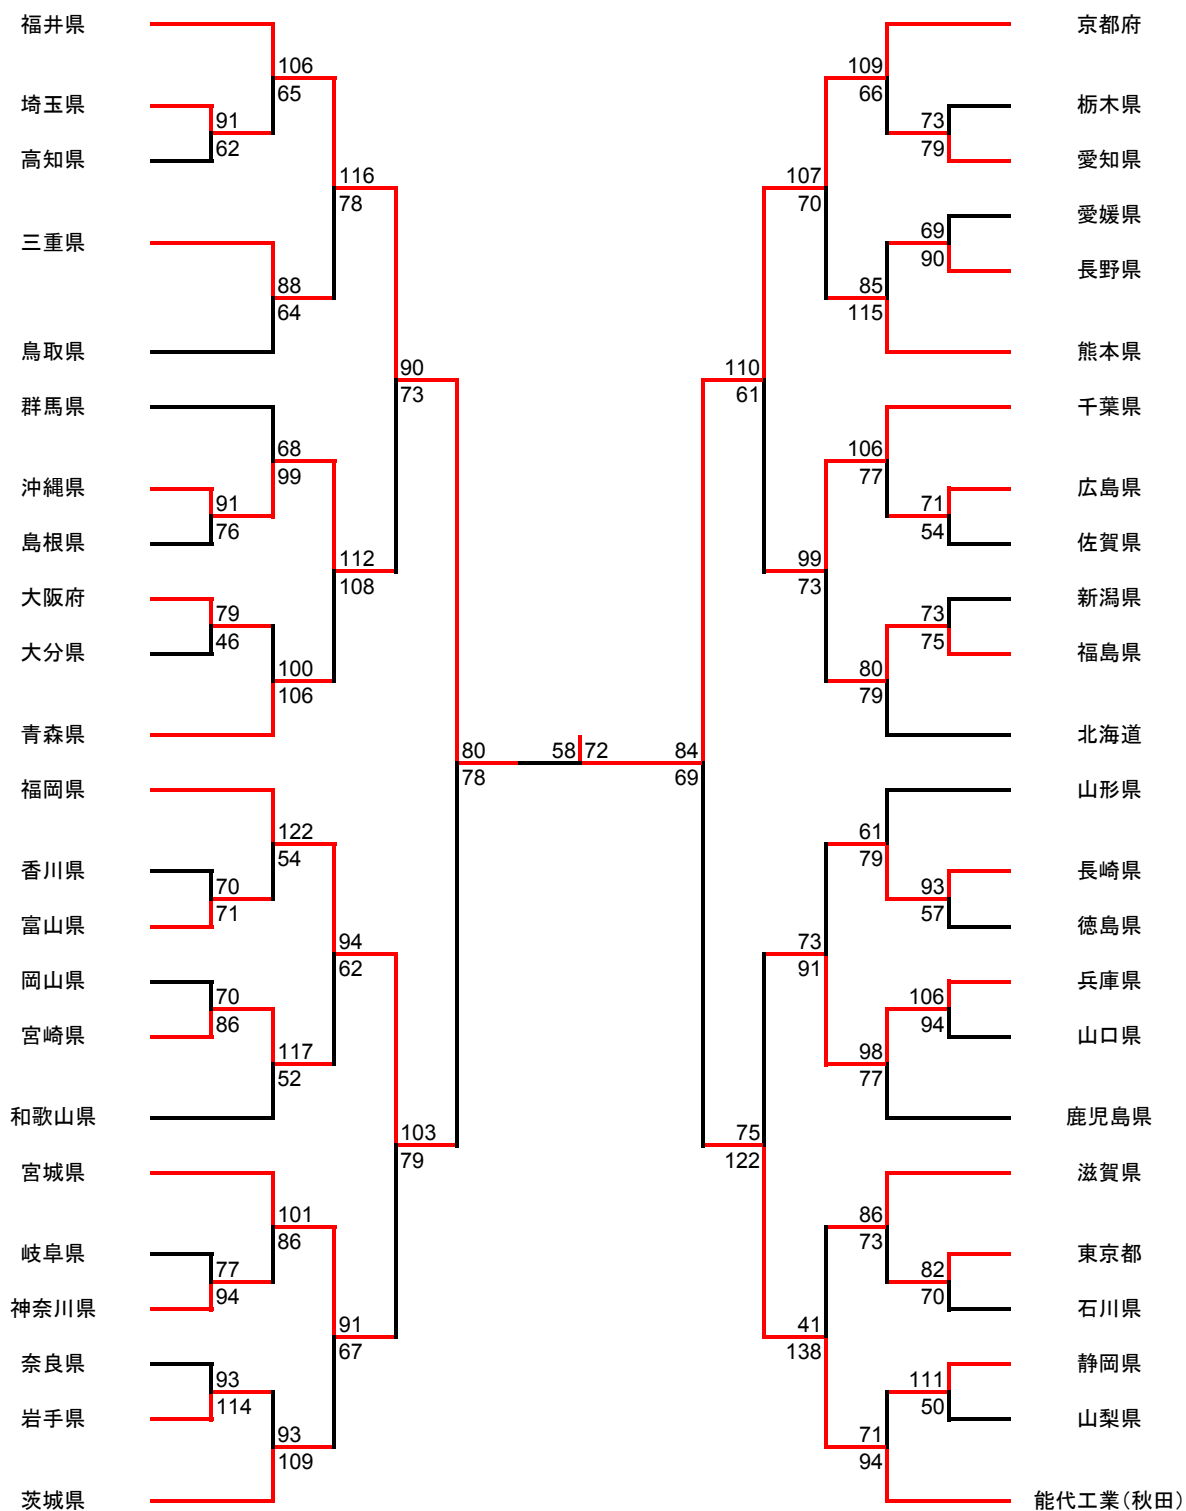 福井県
京都府
106
109
65
66
埼玉県
栃木県
91
73
62
79
高知県
愛知県
116
107
78
70
愛媛県
三重県
69
90
長野県
88
85
64
115
鳥取県
熊本県
90
110
73
61
群馬県
千葉県
68
106
99
77
沖縄県
広島県
91
71
76
54
島根県
佐賀県
112
99
108
73
大阪府
新潟県
79
73
46
75
大分県
福島県
100
80
106
79
青森県
北海道
80
58
72
84
78
69
福岡県
山形県
122
61
54
79
香川県
長崎県
70
93
71
57
富山県
徳島県
94
73
62
91
岡山県
兵庫県
70
106
86
94
宮崎県
山口県
117
98
52
77
和歌山県
鹿児島県
103
75
79
122
宮城県
滋賀県
101
86
86
73
岐阜県
東京都
77
82
94
70
神奈川県
石川県
91
41
67
138
奈良県
静岡県
93
111
114
50
岩手県
山梨県
93
71
109
94
茨城県
能代工業(秋田)